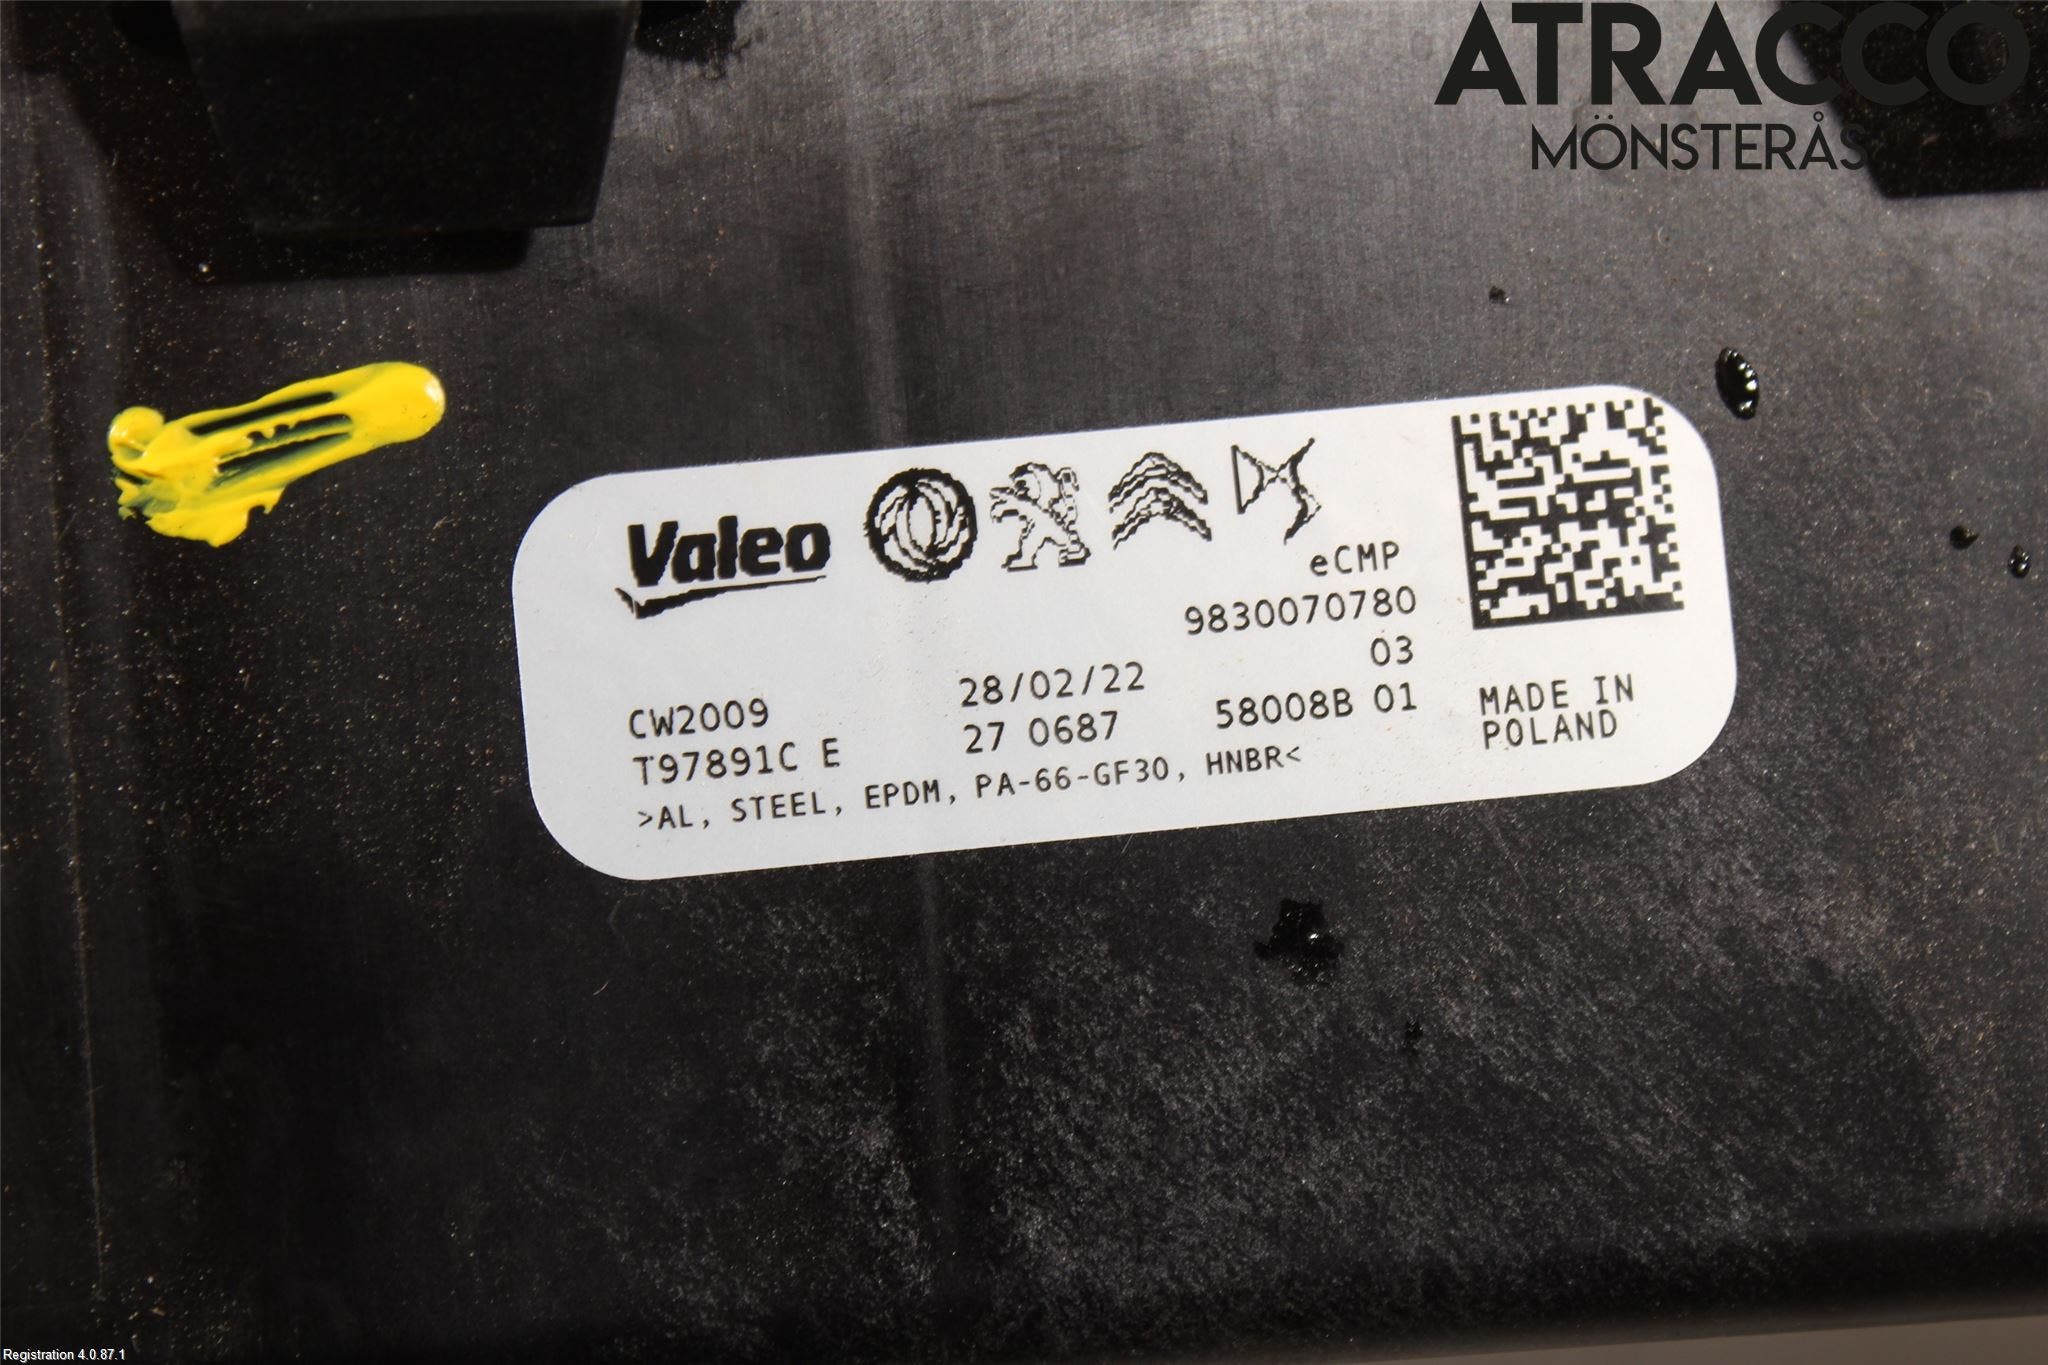 ATRACCO
MÖNSTERÅS
Valeo
eCMP
9830070780
03
CW2009 28/02/22 58008B 01
T97891C E 27 0687
>AL, STEEL, EPDM, PA-66-GF30, HNBR<
MADE IN
POLAND
Registration 4.0.87.1